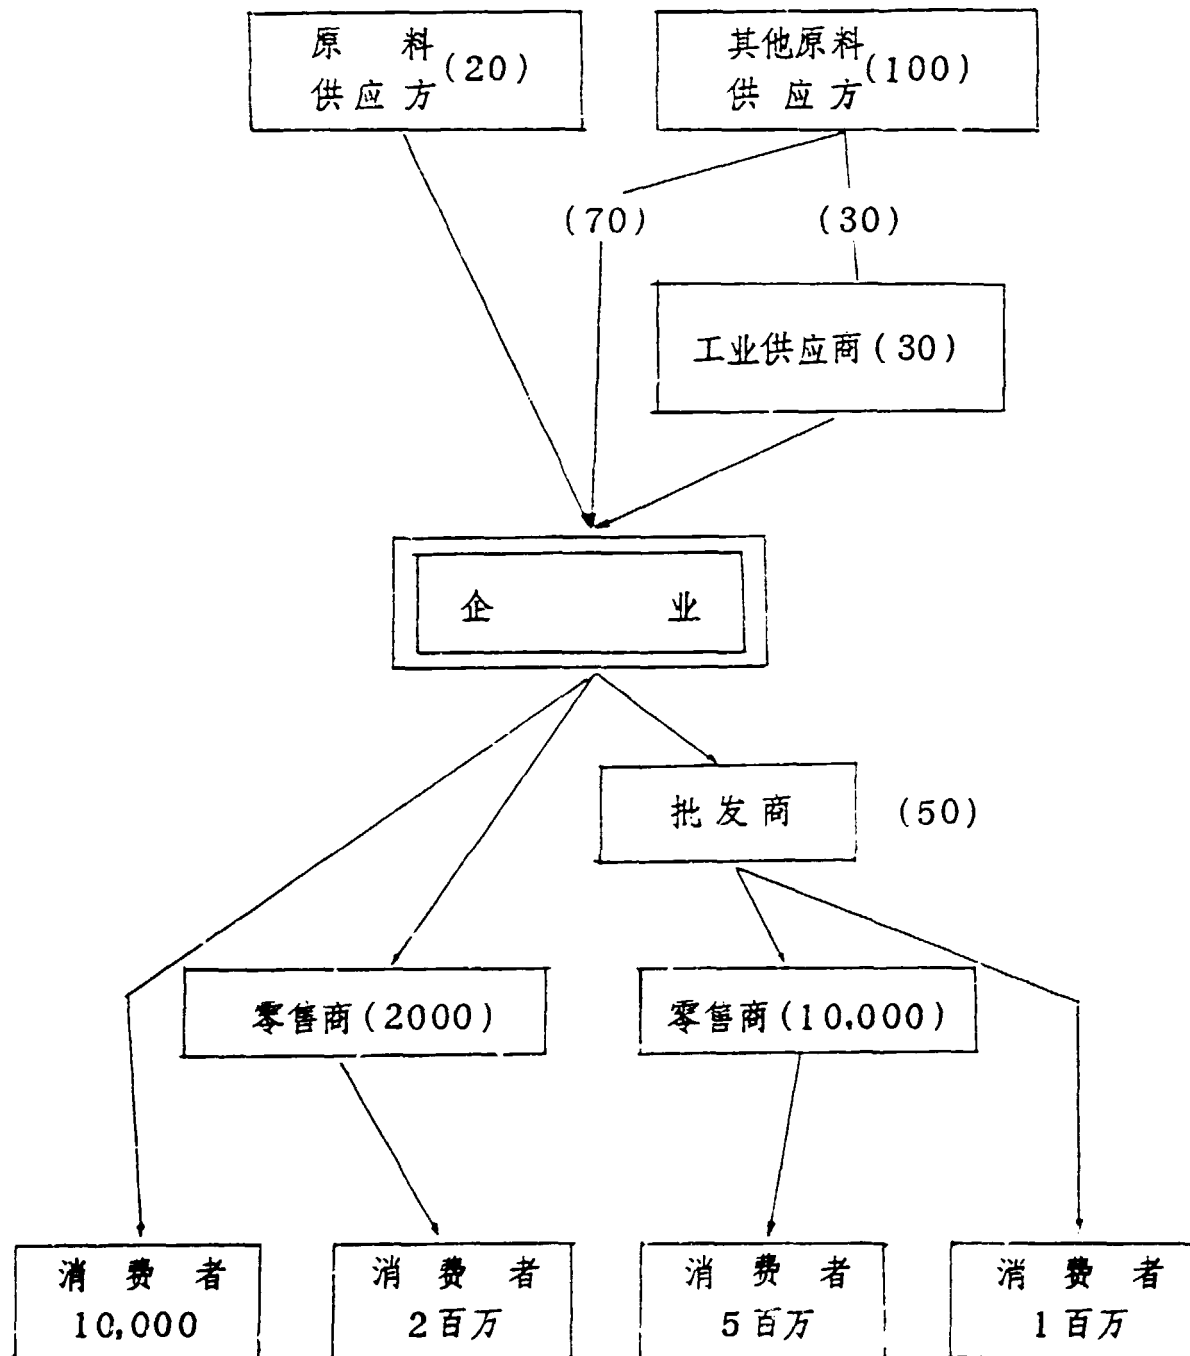 原料
供应方(20)
其他原料
供应方(100)
(70)
(30)
工业供应商(30)
企业
批发商
(50)
零售商(2000)
零售商(10,000)
消费者
10,000
消费者
2百万
消费者
5百万
消费者
1百万